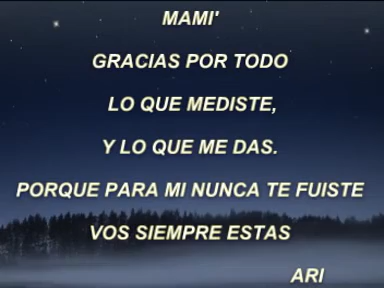 MAMI'
GRACIAS POR TODO
LO QUE MEDISTE,
Y LO QUE ME DAS.
PORQUE PARA MI NUNCA TE FUISTE
VOS SIEMPRE ESTAS
ARI